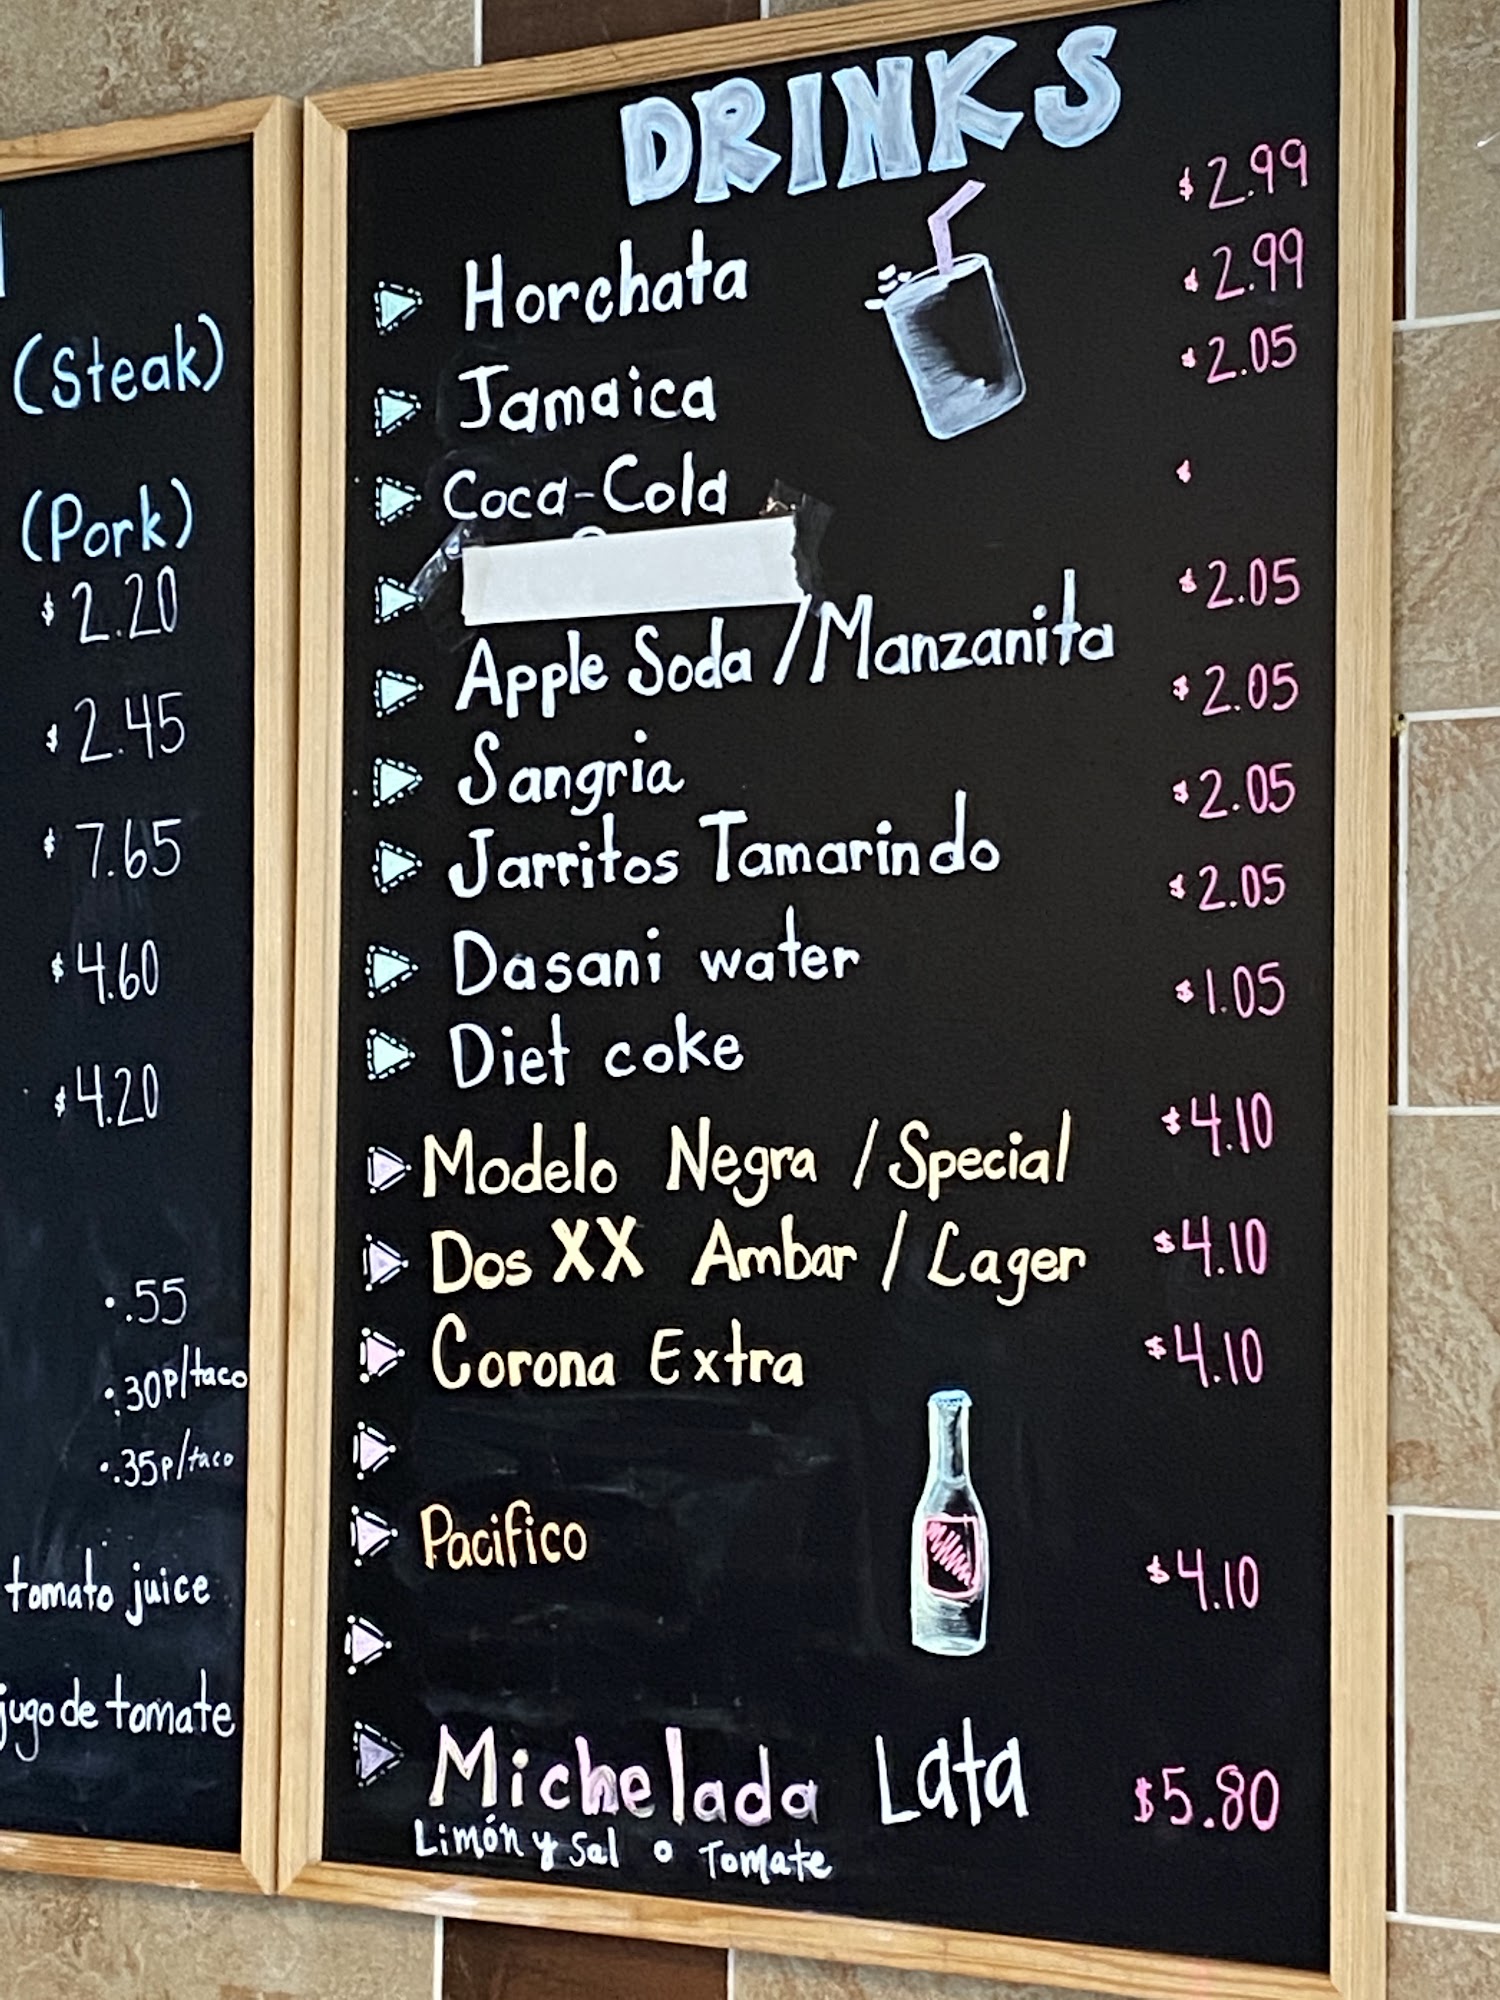 (Steak)
(Pork)
$2.20
$2.45
$7.65
$4.60
$4.20
.55
.30 p/taco
.35 p/taco
tomato juice
jugo de tomate
DRINKS
Horchata $2.99
Jamaica $2.99
Coca-Cola $2.05
$
Apple Soda / Manzanita $2.05
Sangria $2.05
Jarritos Tamarindo $2.05
Dasani water $2.05
Diet coke $1.05
Modelo Negra / Special $4.10
Dos XX Ambar / Lager $4.10
Corona Extra $4.10
Pacifico $4.10
Michelada Lata $5.80
Limón y Sal o Tomate